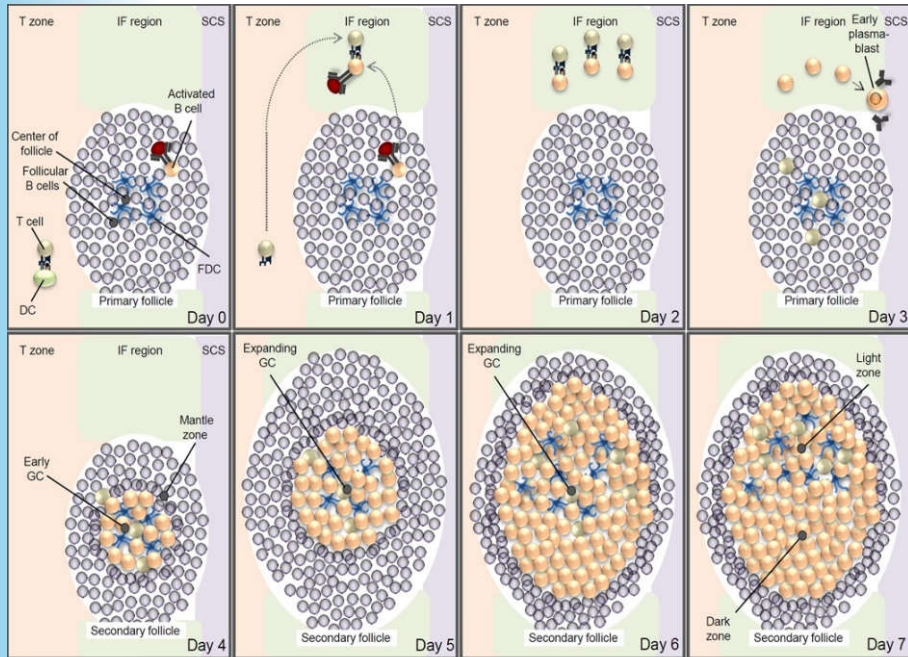 T zone
IF region
SCS
Activated
B cell
Center of
follicle
Follicular
B cells
T cell
DC
FDC
Primary follicle
Day 0
T zone
IF region
SCS
Primary follicle
Day 1
T zone
IF region
SCS
Primary follicle
Day 2
T zone
IF region
SCS
Early
plasma-
blast
Primary follicle
Day 3
T zone
IF region
SCS
Mantle
zone
Early
GC
Secondary follicle
Day 4
Expanding
GC
Secondary follicle
Day 5
Expanding
GC
Secondary follicle
Day 6
Light
zone
Dark
zone
Secondary follicle
Day 7